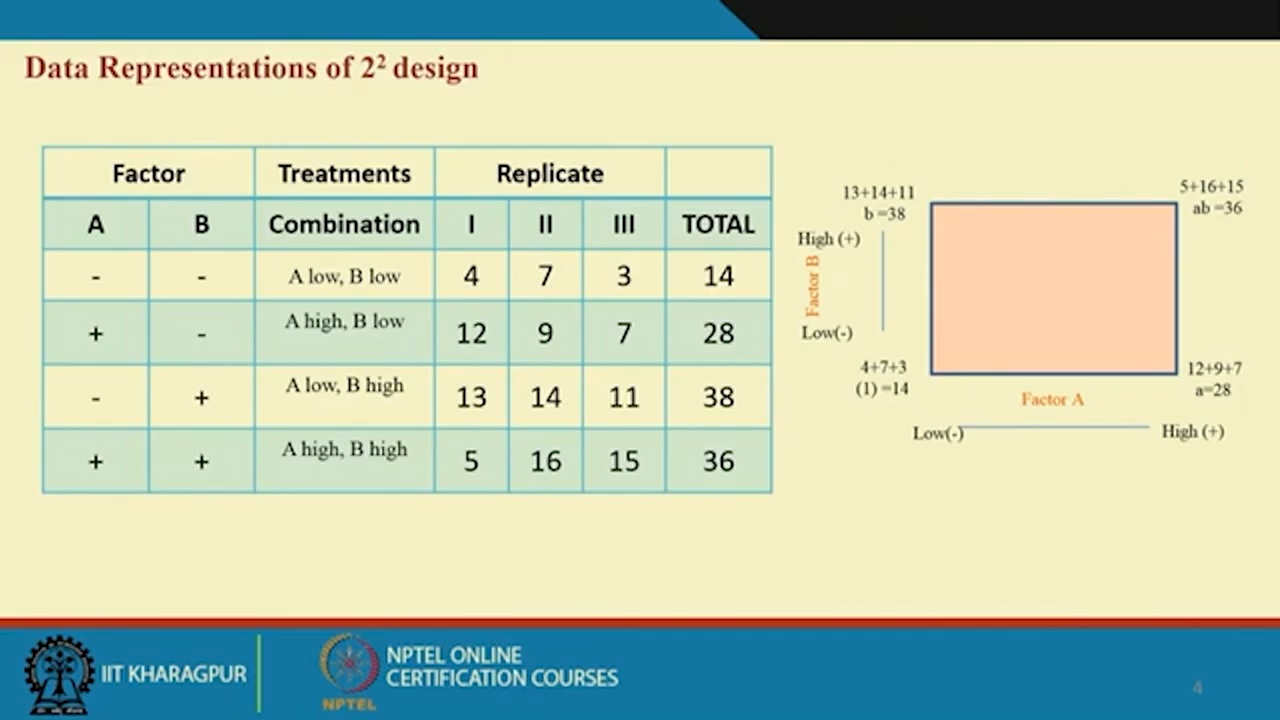 Data Representations of 2² design
Factor Treatments Replicate
A B Combination I II III TOTAL
- - A low, B low 4 7 3 14
+ - A high, B low 12 9 7 28
- + A low, B high 13 14 11 38
+ + A high, B high 5 16 15 36
13+14+11
b =38
5+16+15
ab =36
High (+)
Factor B
Low(-)
4+7+3
(1) =14
12+9+7
a=28
Factor A
Low(-) High (+)
IIT KHARAGPUR
NPTEL
NPTEL ONLINE
CERTIFICATION COURSES
4